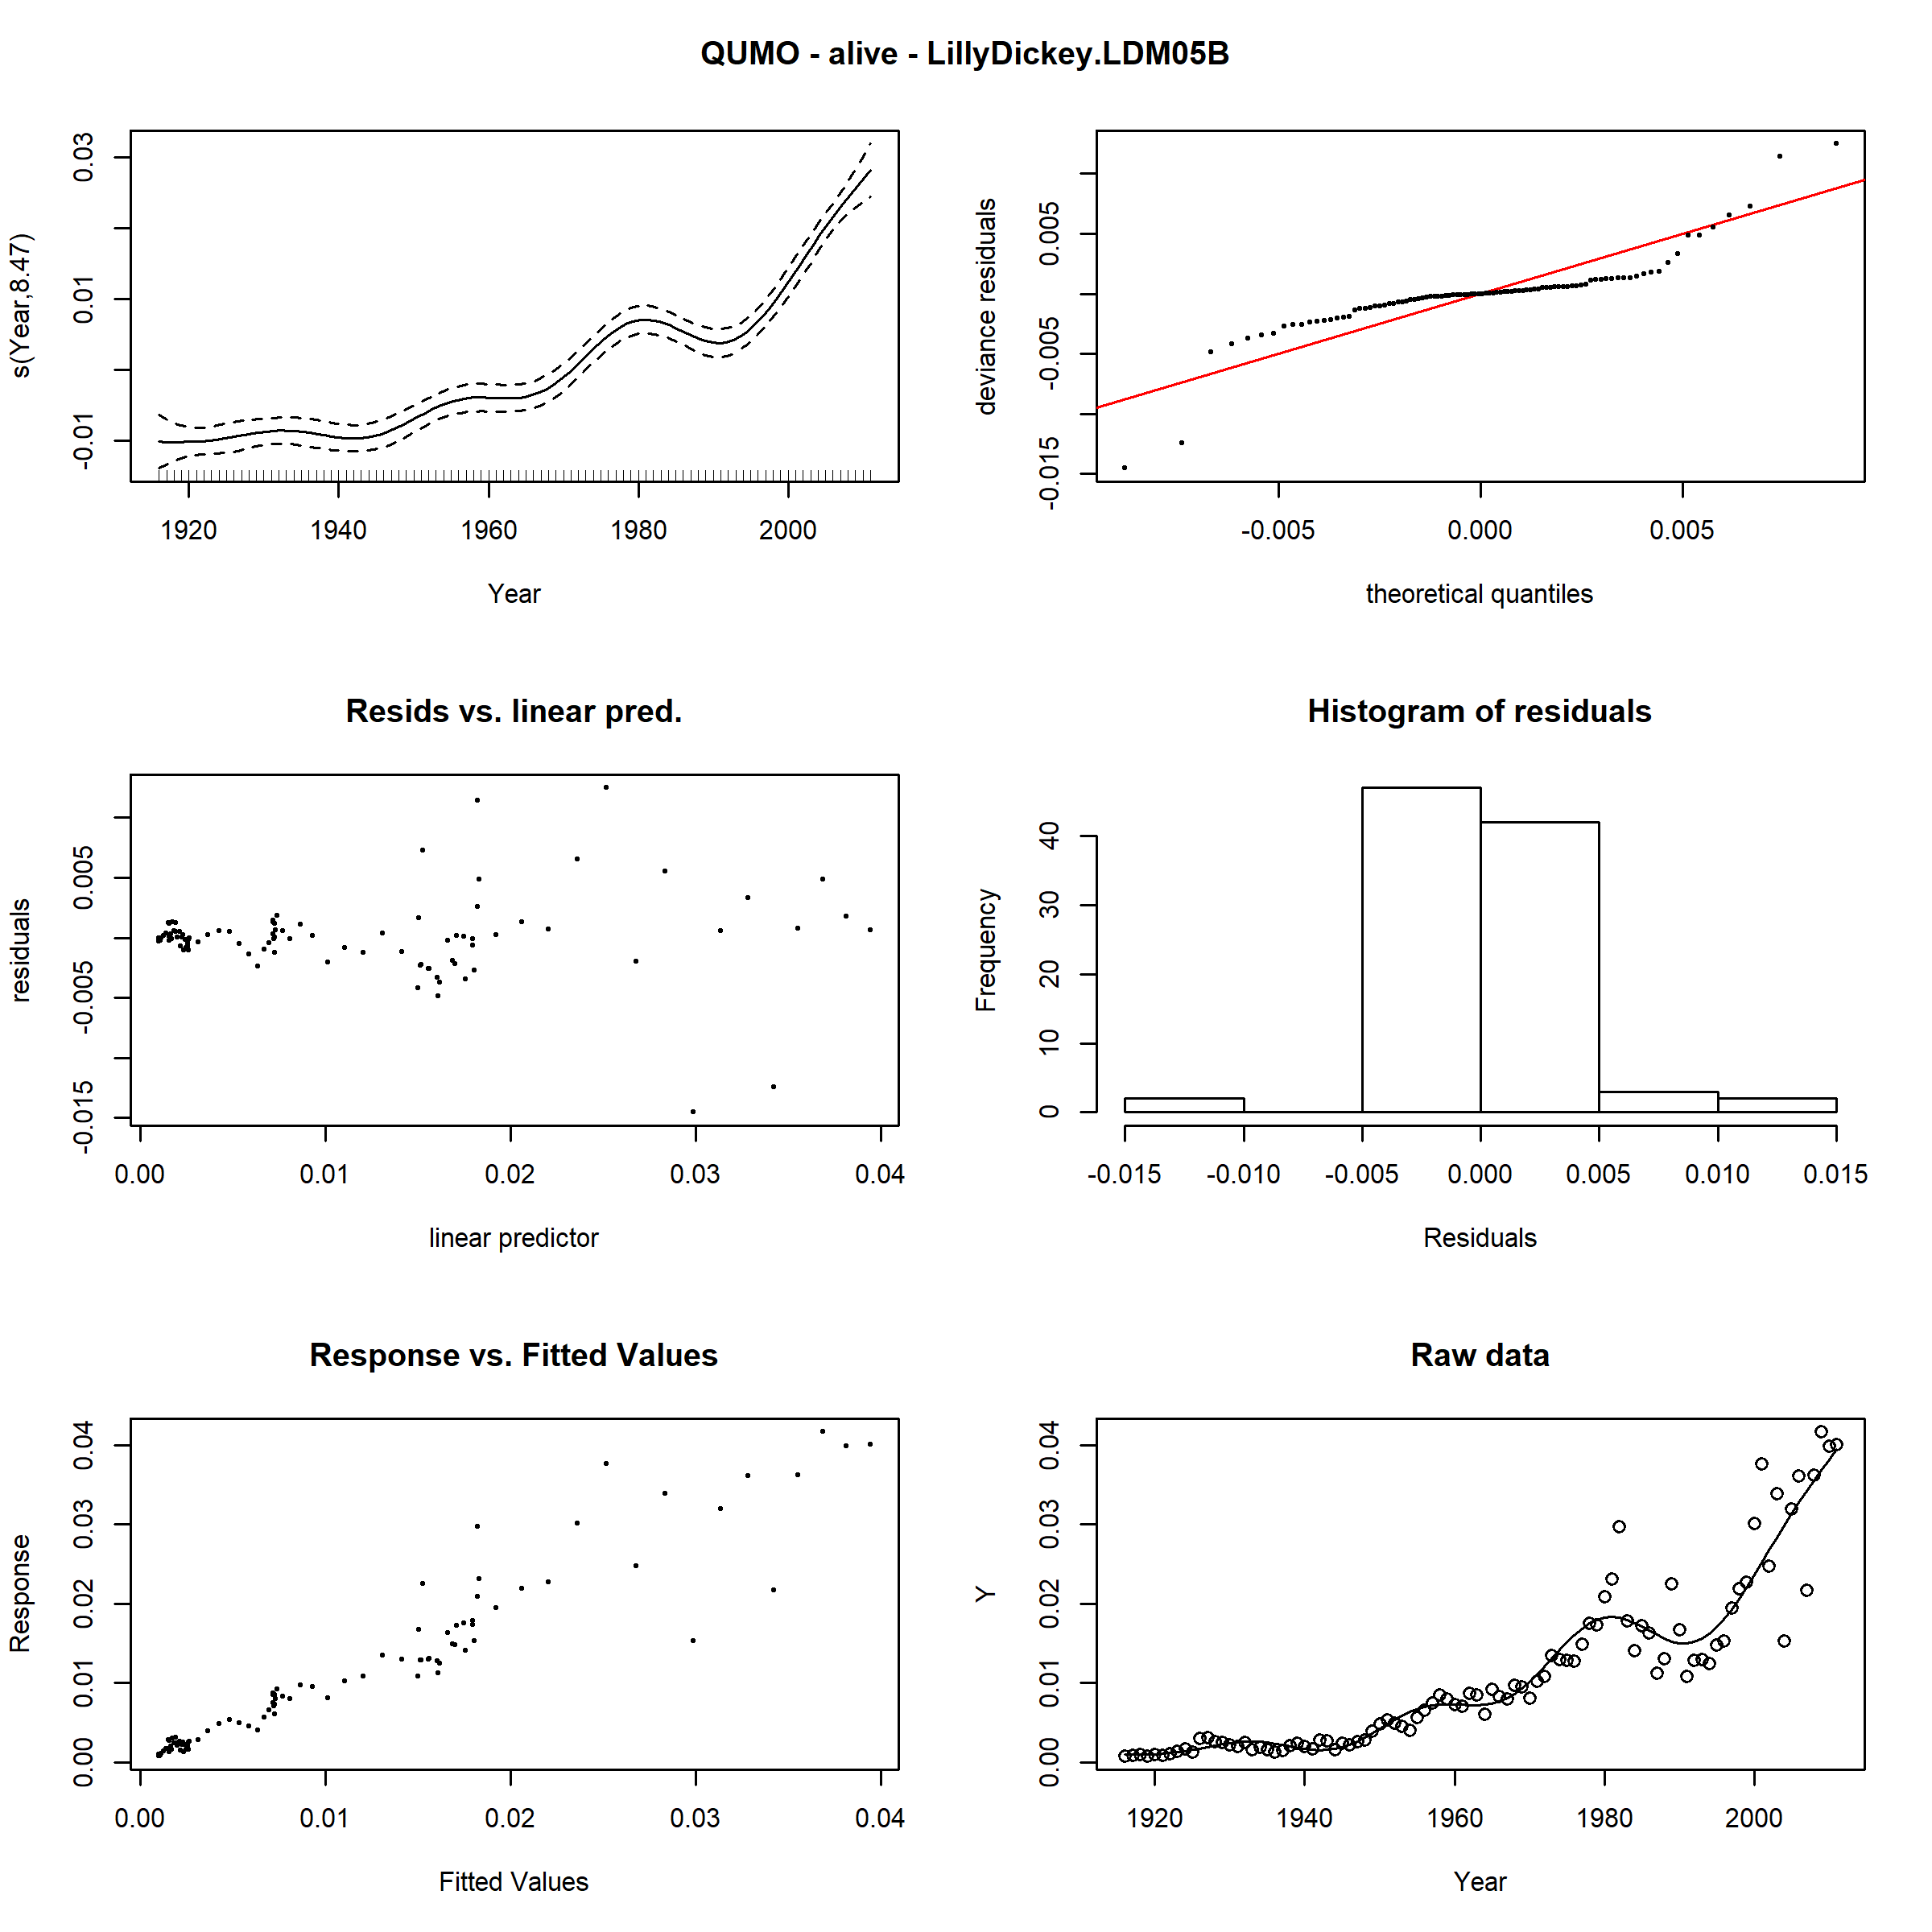 QUMO - alive - LillyDickey.LDM05B
s(Year,8.47)
-0.01
0.01
0.03
1920 1940 1960 1980 2000
Year
deviance residuals
-0.015
-0.005
0.005
-0.005 0.000 0.005
theoretical quantiles
Resids vs. linear pred.
residuals
-0.015
-0.005
0.005
0.00 0.01 0.02 0.03 0.04
linear predictor
Histogram of residuals
Frequency
0
10
20
30
40
-0.015 -0.010 -0.005 0.000 0.005 0.010 0.015
Residuals
Response vs. Fitted Values
Response
0.00
0.01
0.02
0.03
0.04
0.00 0.01 0.02 0.03 0.04
Fitted Values
Raw data
Y
0.00
0.01
0.02
0.03
0.04
1920 1940 1960 1980 2000
Year